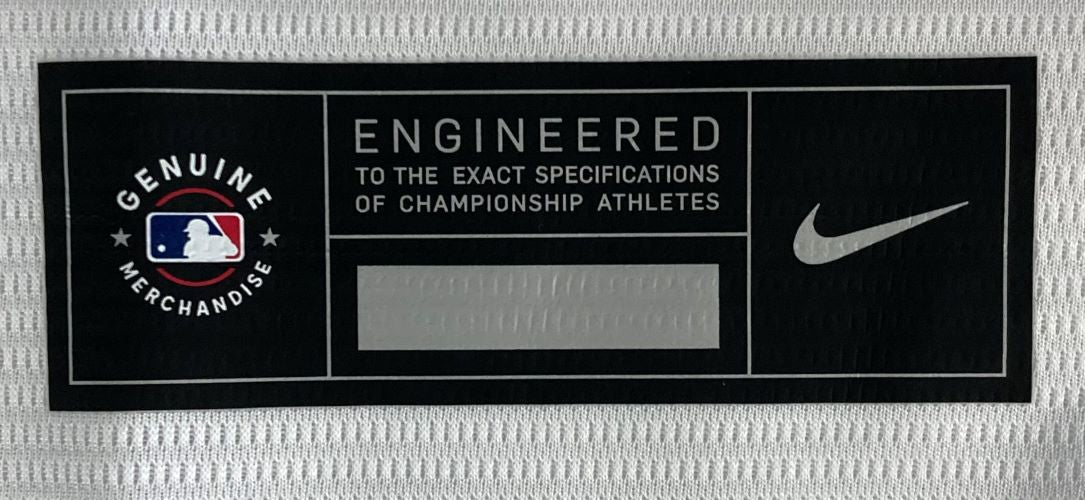 GENUINE
MERCHANDISE
ENGINEERED
TO THE EXACT SPECIFICATIONS
OF CHAMPIONSHIP ATHLETES